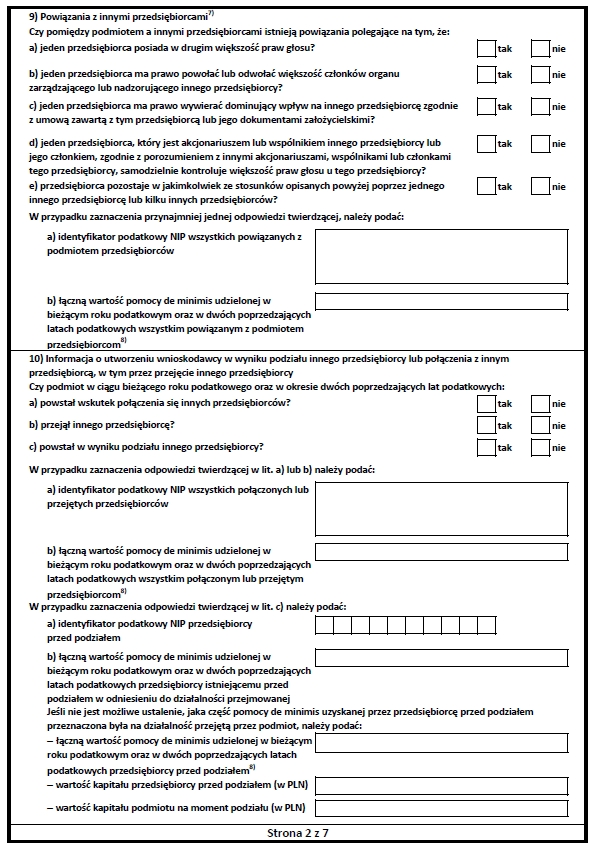 9) Powiązania z innymi przedsiębiorcami7)
Czy pomiędzy podmiotem a innymi przedsiębiorcami istnieją powiązania polegające na tym, że:
a) jeden przedsiębiorca posiada w drugim większość praw głosu? tak nie
b) jeden przedsiębiorca ma prawo powołać lub odwołać większość członków organu tak nie
zarządzającego lub nadzorującego innego przedsiębiorcy?
c) jeden przedsiębiorca ma prawo wywierać dominujący wpływ na innego przedsiębiorcę zgodnie tak nie
z umową zawartą z tym przedsiębiorcą lub jego dokumentami założycielskimi?
d) jeden przedsiębiorca, który jest akcjonariuszem lub wspólnikiem innego przedsiębiorcy lub tak nie
jego członkiem, zgodnie z porozumieniem z innymi akcjonariuszami, wspólnikami lub członkami
tego przedsiębiorcy, samodzielnie kontroluje większość praw głosu u tego przedsiębiorcy?
e) przedsiębiorca pozostaje w jakimkolwiek ze stosunków opisanych powyżej poprzez jednego tak nie
innego przedsiębiorcę lub kilku innych przedsiębiorców?
W przypadku zaznaczenia przynajmniej jednej odpowiedzi twierdzącej, należy podać:
a) identyfikator podatkowy NIP wszystkich powiązanych z
podmiotem przedsiębiorców
b) łączną wartość pomocy de minimis udzielonej w
bieżącym roku podatkowym oraz w dwóch poprzedzających
latach podatkowych wszystkim powiązanym z podmiotem
przedsiębiorcom8)
10) Informacja o utworzeniu wnioskodawcy w wyniku podziału innego przedsiębiorcy lub połączenia z innym
przedsiębiorcą, w tym przez przejęcie innego przedsiębiorcy
Czy podmiot w ciągu bieżącego roku podatkowego oraz w okresie dwóch poprzedzających lat podatkowych:
a) powstał wskutek połączenia się innych przedsiębiorców? tak nie
b) przejął innego przedsiębiorcę? tak nie
c) powstał w wyniku podziału innego przedsiębiorcy? tak nie
W przypadku zaznaczenia odpowiedzi twierdzącej w lit. a) lub b) należy podać:
a) identyfikator podatkowy NIP wszystkich połączonych lub
przejętych przedsiębiorców
b) łączną wartość pomocy de minimis udzielonej w
bieżącym roku podatkowym oraz w dwóch poprzedzających
latach podatkowych wszystkim połączonym lub przejętym
przedsiębiorcom8)
W przypadku zaznaczenia odpowiedzi twierdzącej w lit. c) należy podać:
a) identyfikator podatkowy NIP przedsiębiorcy
przed podziałem
b) łączną wartość pomocy de minimis udzielonej w
bieżącym roku podatkowym oraz w dwóch poprzedzających
latach podatkowych przedsiębiorcy istniejącemu przed
podziałem w odniesieniu do działalności przejmowanej
Jeśli nie jest możliwe ustalenie, jaka część pomocy de minimis uzyskanej przez przedsiębiorcę przed podziałem
przeznaczona była na działalność przejętą przez podmiot, należy podać:
– łączną wartość pomocy de minimis udzielonej w bieżącym
roku podatkowym oraz w dwóch poprzedzających latach
podatkowych przedsiębiorcy przed podziałem8)
– wartość kapitału przedsiębiorcy przed podziałem (w PLN)
– wartość kapitału podmiotu na moment podziału (w PLN)
Strona 2 z 7